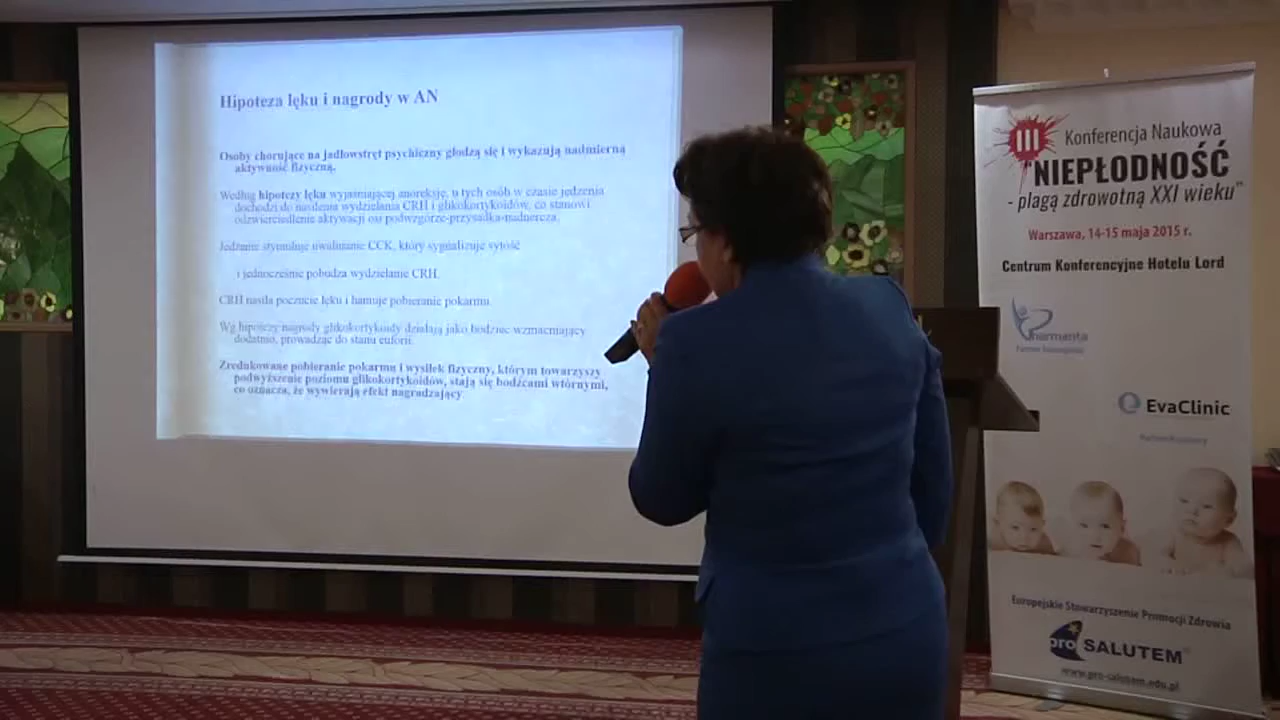 Hipoteza lęku i nagrody w AN
Osoby chorujące na jadłowstręt psychiczny głodzą się i wykazują nadmierną
aktywność fizyczną.
Według hipotezy lęku wyjaśniającej anoreksję, u tych osób w czasie jedzenia
dochodzi do nasilenia wydzielania CRH i glikokortykoidów, co stanowi
odzwierciedlenie aktywacji osi podwzgórze-przysadka-nadnercza.
Jedzenie stymuluje uwalnianie CCK, który sygnalizuje sytość
i jednocześnie pobudza wydzielanie CRH.
CRH nasila poczucie lęku i hamuje pobieranie pokarmu.
Wg hipotezy nagrody glikokortykoidy działają jako bodziec wzmacniający
dodatnio, prowadząc do stanu euforii.
Zredukowane pobieranie pokarmu i wysiłek fizyczny, którym towarzyszy
podwyższenie poziomu glikokortykoidów, stają się bodźcami wtórnymi,
co oznacza, że wywierają efekt nagradzający.
III Konferencja Naukowa
"NIEPŁODNOŚĆ
- plagą zdrowotną XXI wieku"
Warszawa, 14-15 maja 2015 r.
Centrum Konferencyjne Hotelu Lord
EvaClinic
Europejskie Stowarzyszenie Promocji Zdrowia
pro SALUTEM
www.pro-salutem.edu.pl